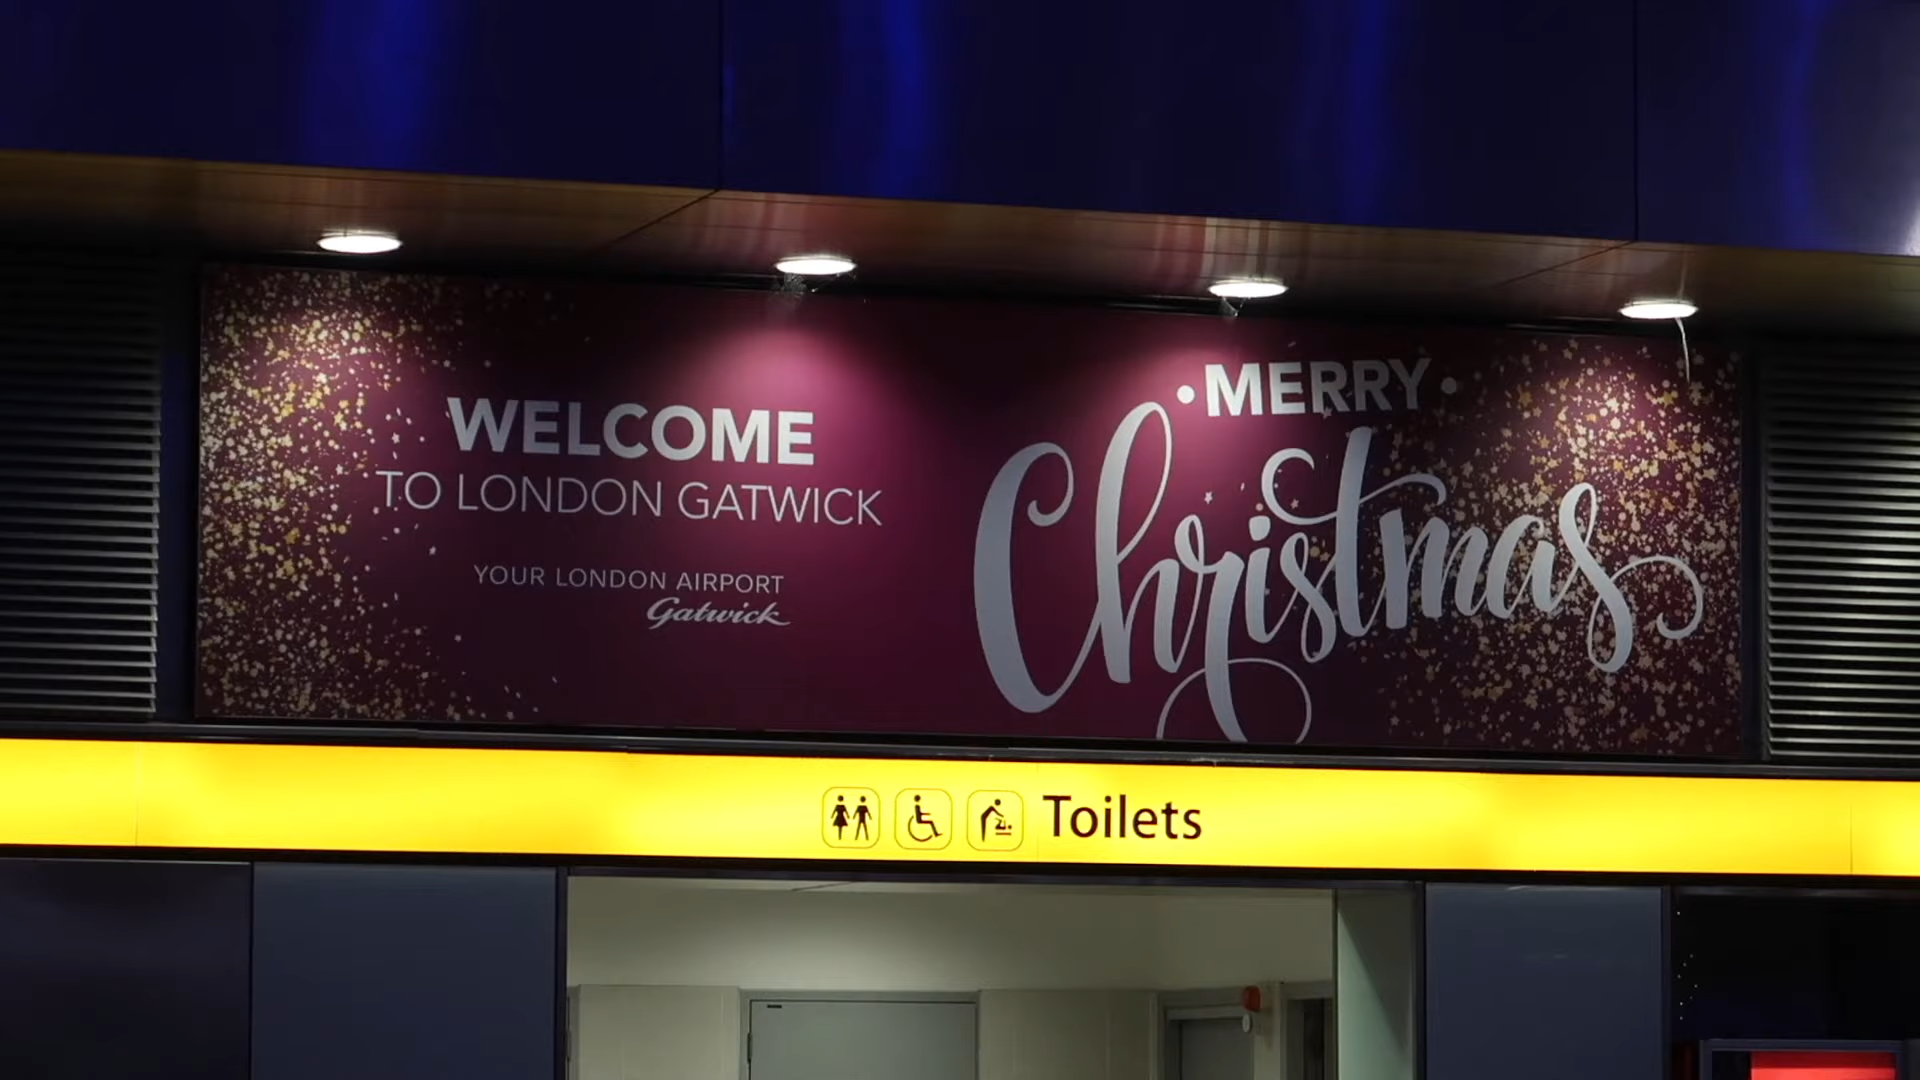 WELCOME
TO LONDON GATWICK
YOUR LONDON AIRPORT
Gatwick
•MERRY•
Christmas
Toilets